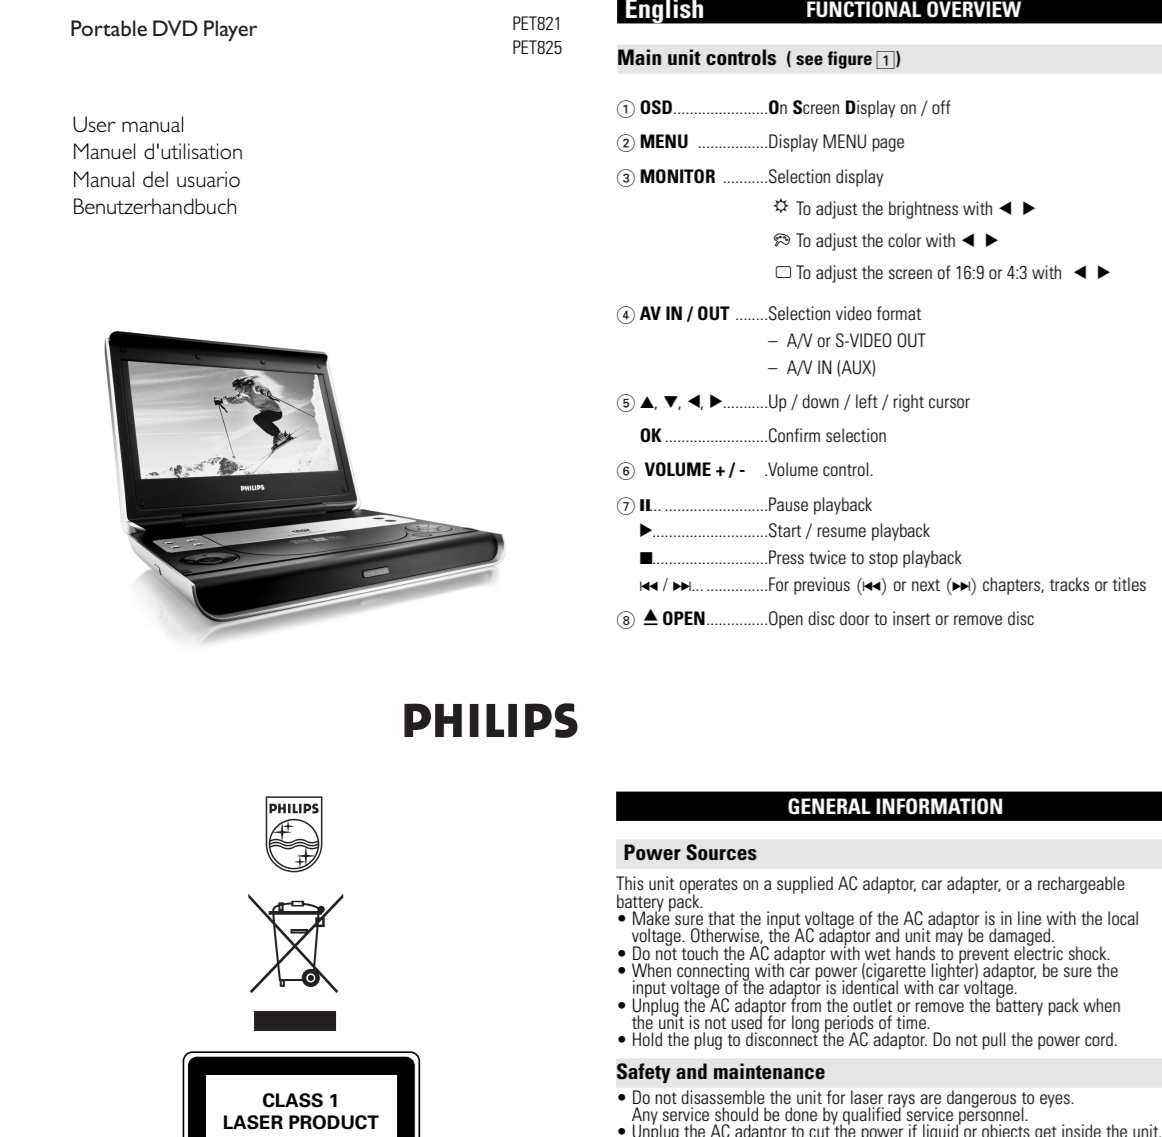 Portable DVD Player
PET821
PET825
User manual
Manuel d'utilisation
Manual del usuario
Benutzerhandbuch
PHILIPS
PHILIPS
PHILIPS
CLASS 1
LASER PRODUCT
English FUNCTIONAL OVERVIEW
Main unit controls ( see figure 1)
① OSD.......................On Screen Display on / off
② MENU .................Display MENU page
③ MONITOR ...........Selection display
☼ To adjust the brightness with ◀ ▶
To adjust the color with ◀ ▶
To adjust the screen of 16:9 or 4:3 with ◀ ▶
④ AV IN / OUT ........Selection video format
– A/V or S-VIDEO OUT
– A/V IN (AUX)
⑤ ▲, ▼, ◀, ▶...........Up / down / left / right cursor
OK .........................Confirm selection
⑥ VOLUME + / - .Volume control.
⑦ ❚❚... .........................Pause playback
▶............................Start / resume playback
■............................Press twice to stop playback
⏮ / ⏭... ...............For previous (⏮) or next (⏭) chapters, tracks or titles
⑧ ⏏ OPEN...............Open disc door to insert or remove disc
GENERAL INFORMATION
Power Sources
This unit operates on a supplied AC adaptor, car adapter, or a rechargeable
battery pack.
• Make sure that the input voltage of the AC adaptor is in line with the local
voltage. Otherwise, the AC adaptor and unit may be damaged.
• Do not touch the AC adaptor with wet hands to prevent electric shock.
• When connecting with car power (cigarette lighter) adaptor, be sure the
input voltage of the adaptor is identical with car voltage.
• Unplug the AC adaptor from the outlet or remove the battery pack when
the unit is not used for long periods of time.
• Hold the plug to disconnect the AC adaptor. Do not pull the power cord.
Safety and maintenance
• Do not disassemble the unit for laser rays are dangerous to eyes.
Any service should be done by qualified service personnel.
• Unplug the AC adaptor to cut the power if liquid or objects get inside the unit.